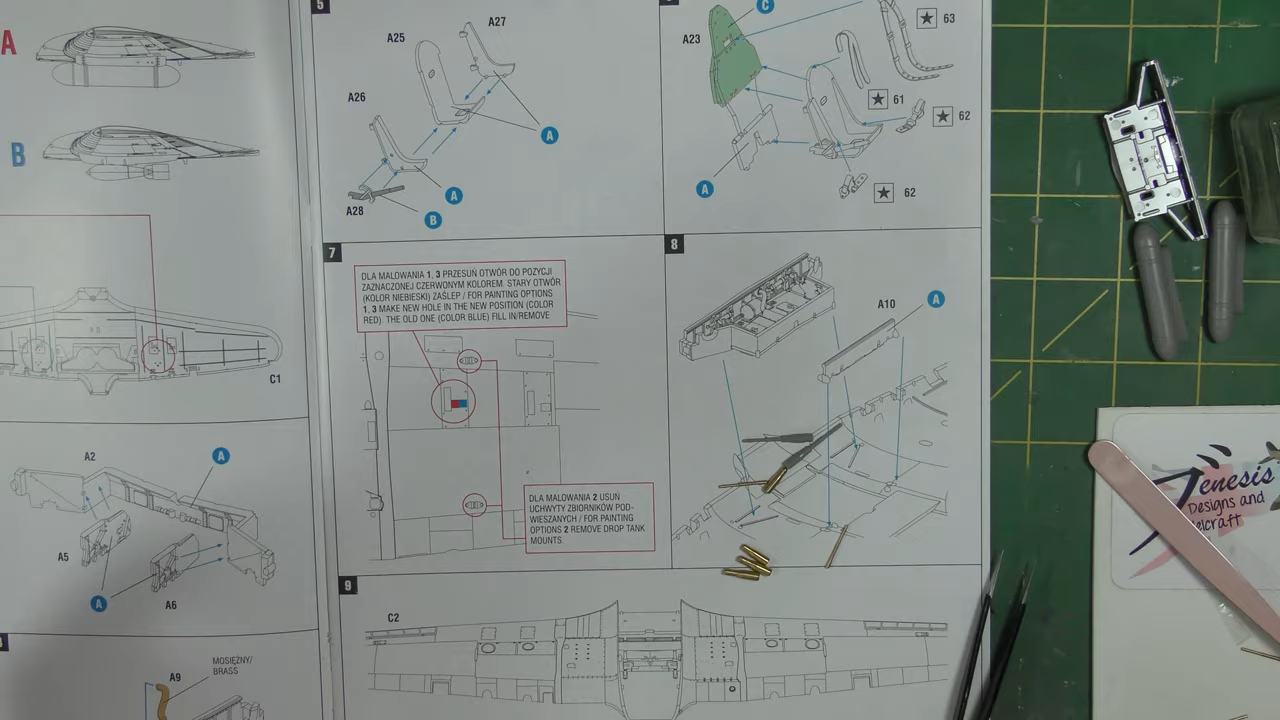 A
B
C1
A2
A
A5
A6
A
A9
MOSIĘŻNY/
BRASS
5
A27
A25
A26
A
A
A28
B
C
63
A23
61
62
A
62
7
DLA MALOWANIA 1, 3 PRZESUŃ OTWÓR DO POZYCJI
ZAZNACZONEJ CZERWONYM KOLOREM. STARY OTWÓR
(KOLOR NIEBIESKI) ZAŚLEP / FOR PAINTING OPTIONS
1, 3 MAKE NEW HOLE IN THE NEW POSITION (COLOR
RED). THE OLD ONE (COLOR BLUE) FILL IN/REMOVE
DLA MALOWANIA 2 USUŃ
UCHWYTY ZBIORNIKÓW POD-
WIESZANYCH / FOR PAINTING
OPTIONS 2 REMOVE DROP TANK
MOUNTS.
8
A10
A
9
C2
Tenesis
Designs and